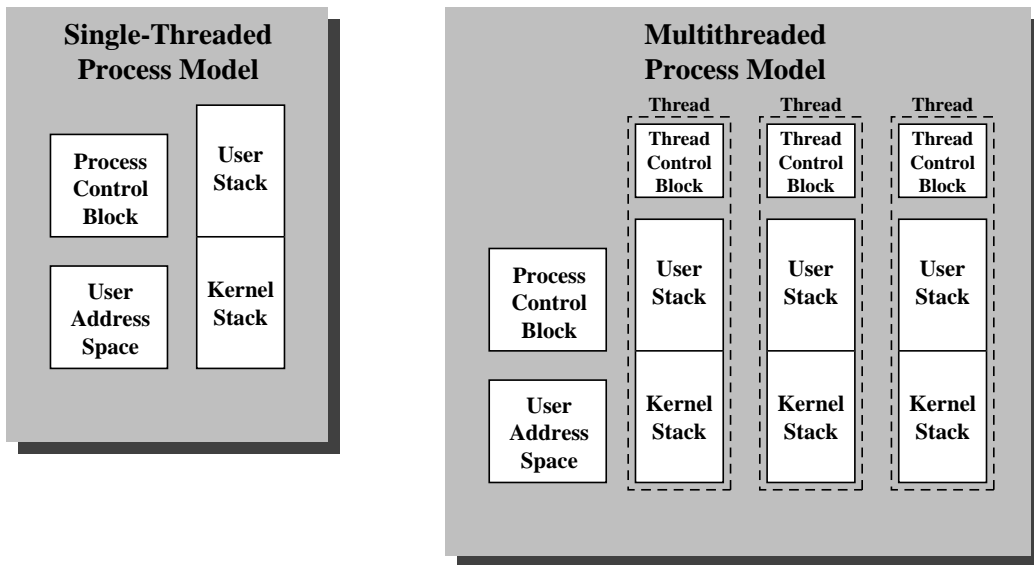 Single-Threaded
Process Model
Process
Control
Block
User
Stack
User
Address
Space
Kernel
Stack
Multithreaded
Process Model
Thread
Thread
Control
Block
User
Stack
Kernel
Stack
Thread
Thread
Control
Block
User
Stack
Kernel
Stack
Thread
Thread
Control
Block
User
Stack
Kernel
Stack
Process
Control
Block
User
Address
Space